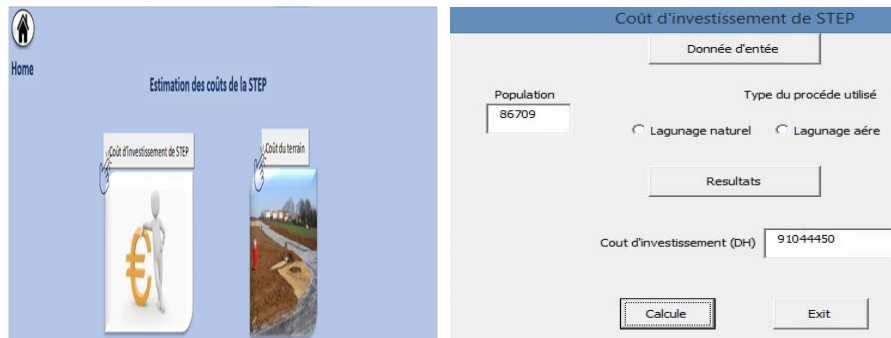 Home
Estimation des coûts de la STEP
Coût d'investissement de STEP
Coût du terrain
Coût d'investissement de STEP
Donnée d'entée
Population
Type du procéde utilisé
86709
Lagunage naturel
Lagunage aére
Resultats
Cout d'investissement (DH)
91044450
Calcule
Exit